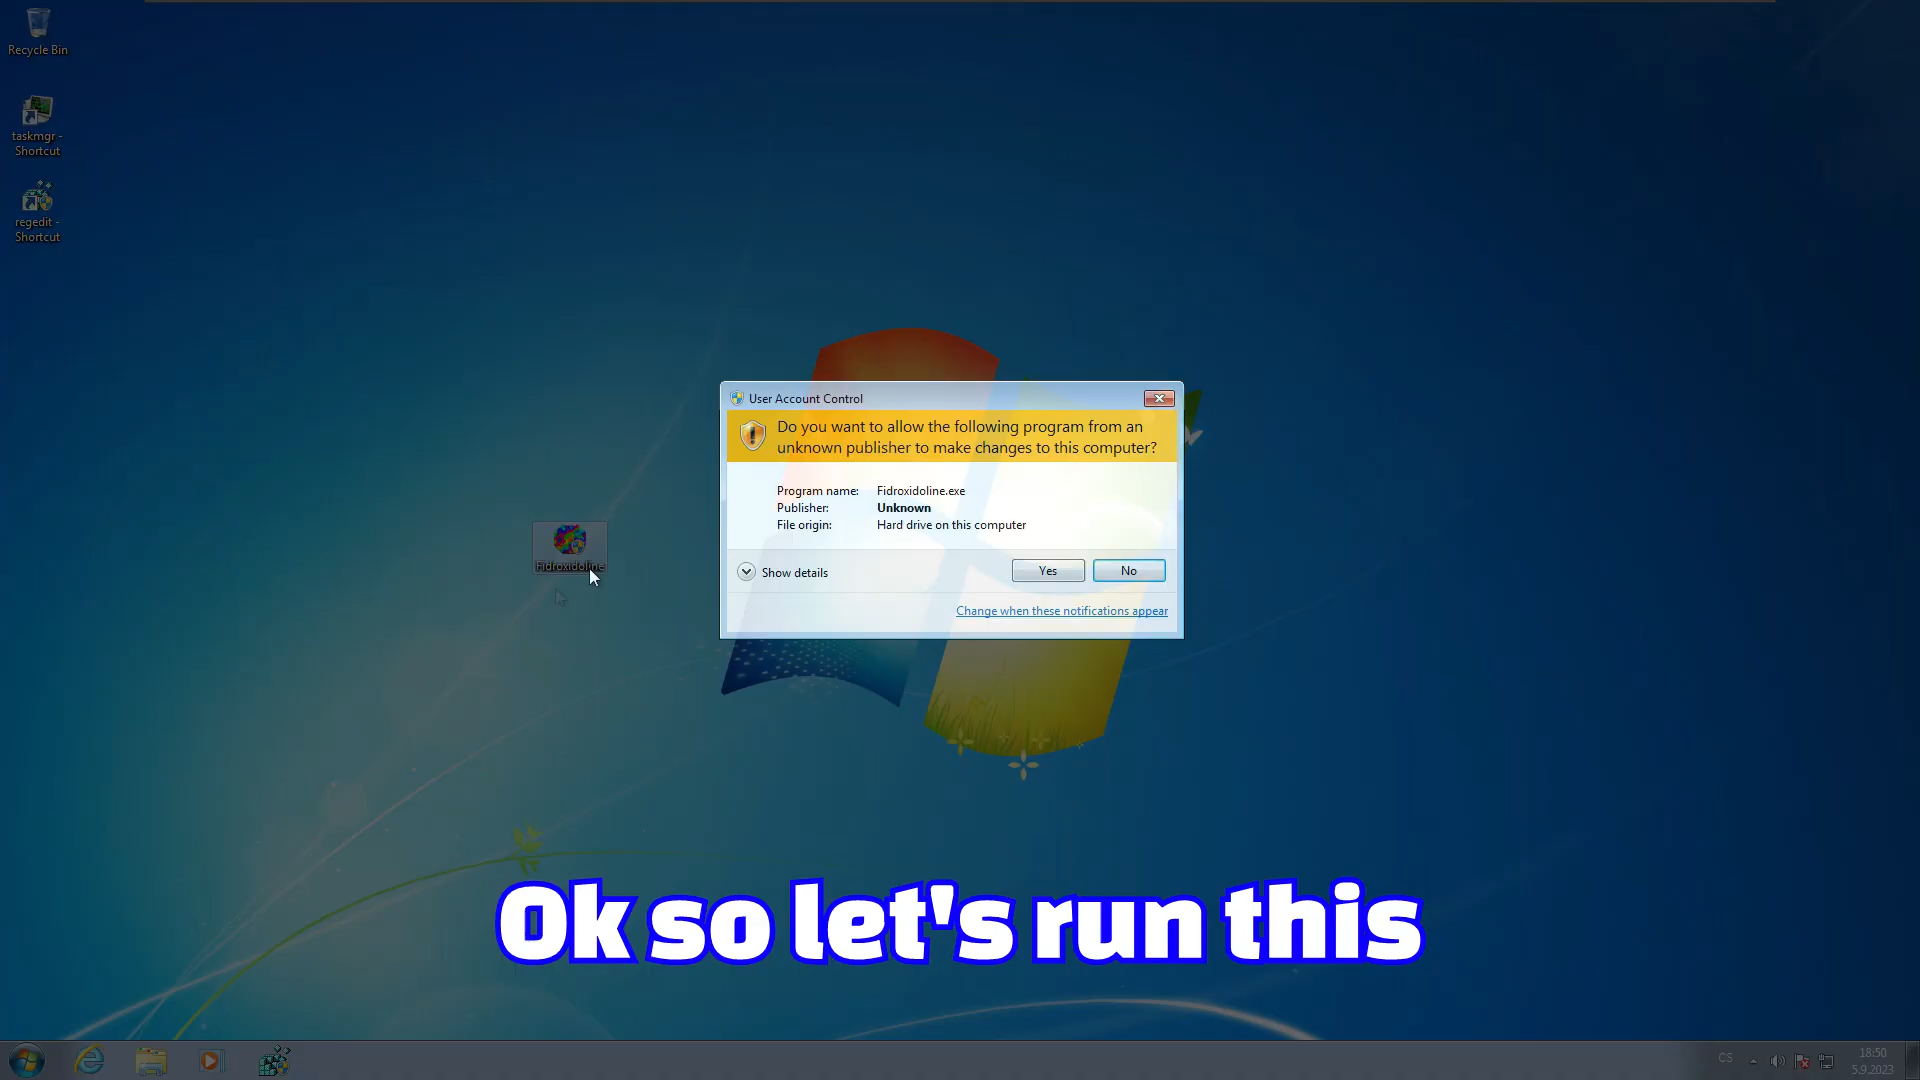 Recycle Bin
taskmgr -
Shortcut
regedit -
Shortcut
Fidroxidoline
User Account Control
Do you want to allow the following program from an
unknown publisher to make changes to this computer?
Program name: Fidroxidoline.exe
Publisher: Unknown
File origin: Hard drive on this computer
Show details
Yes
No
Change when these notifications appear
Ok so let's run this
CS
18:50
5.9.2023